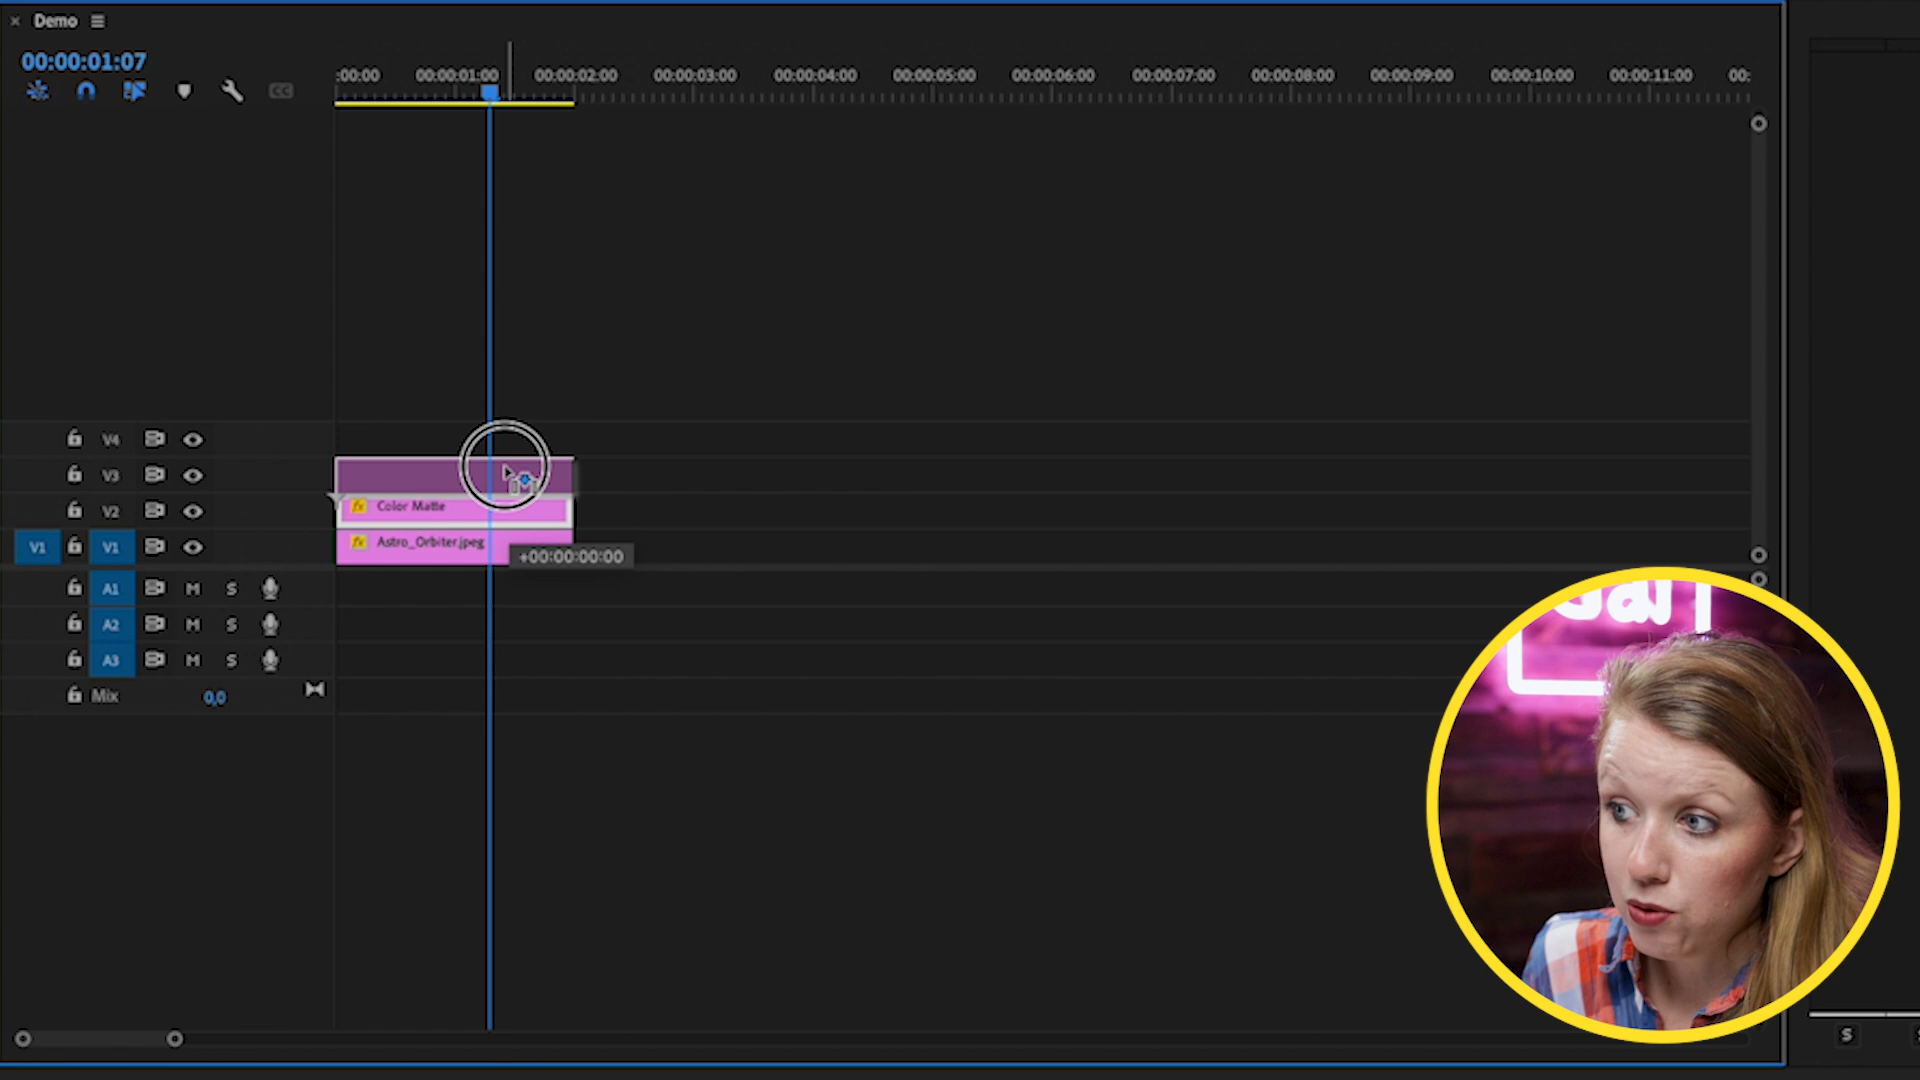 × Demo ≡
00:00:01:07
:00:00 00:00:01:00 00:00:02:00 00:00:03:00 00:00:04:00 00:00:05:00 00:00:06:00 00:00:07:00 00:00:08:00 00:00:09:00 00:00:10:00 00:00:11:00 00:
CC
V4
V3
V2
fx Color Matte
V1 V1
fx Astro_Orbiter.jpeg
+00:00:00:00
A1 M S
A2 M S
A3 M S
Mix 0,0
S